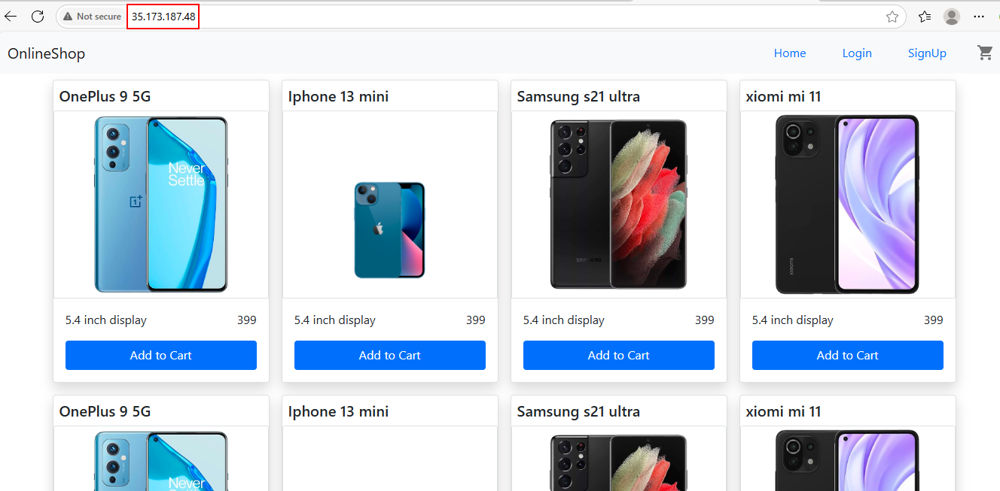 Not secure 35.173.187.48
OnlineShop Home Login SignUp
OnePlus 9 5G Iphone 13 mini Samsung s21 ultra xiomi mi 11
Never
Settle
SAMSUNG
xiaomi
5.4 inch display 399 5.4 inch display 399 5.4 inch display 399 5.4 inch display 399
Add to Cart Add to Cart Add to Cart Add to Cart
OnePlus 9 5G Iphone 13 mini Samsung s21 ultra xiomi mi 11
Never